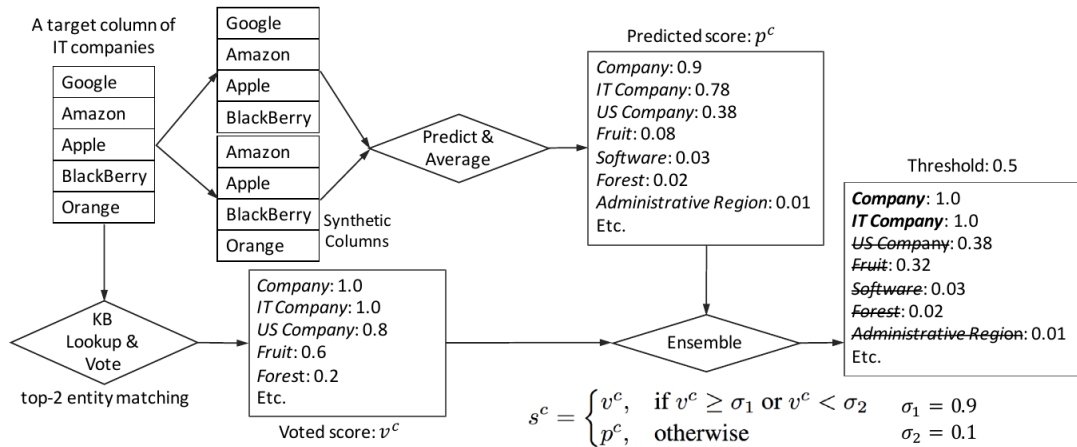 A target column of
IT companies
Google
Amazon
Apple
BlackBerry
Orange
Google
Amazon
Apple
BlackBerry
Amazon
Apple
BlackBerry
Orange
Synthetic
Columns
Predict &
Average
Predicted score: p^c
Company: 0.9
IT Company: 0.78
US Company: 0.38
Fruit: 0.08
Software: 0.03
Forest: 0.02
Administrative Region: 0.01
Etc.
Threshold: 0.5
Company: 1.0
IT Company: 1.0
US Company: 0.38
Fruit: 0.32
Software: 0.03
Forest: 0.02
Administrative Region: 0.01
Etc.
KB
Lookup &
Vote
top-2 entity matching
Company: 1.0
IT Company: 1.0
US Company: 0.8
Fruit: 0.6
Forest: 0.2
Etc.
Voted score: v^c
Ensemble
s^c = { v^c, if v^c ≥ σ1 or v^c < σ2
p^c, otherwise
σ1 = 0.9
σ2 = 0.1